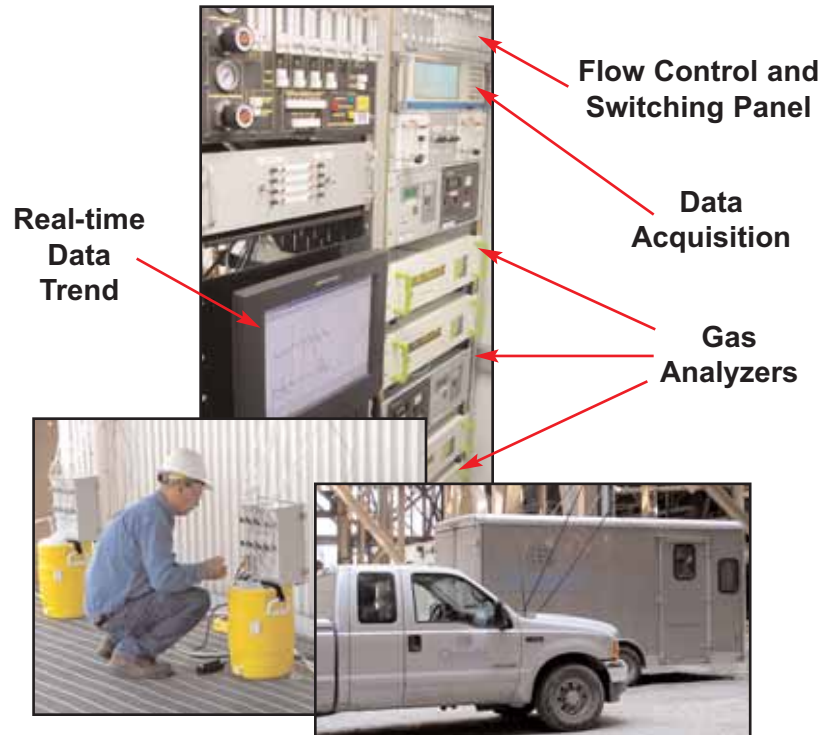 Flow Control and
Switching Panel
Data
Acquisition
Real-time
Data
Trend
Gas
Analyzers